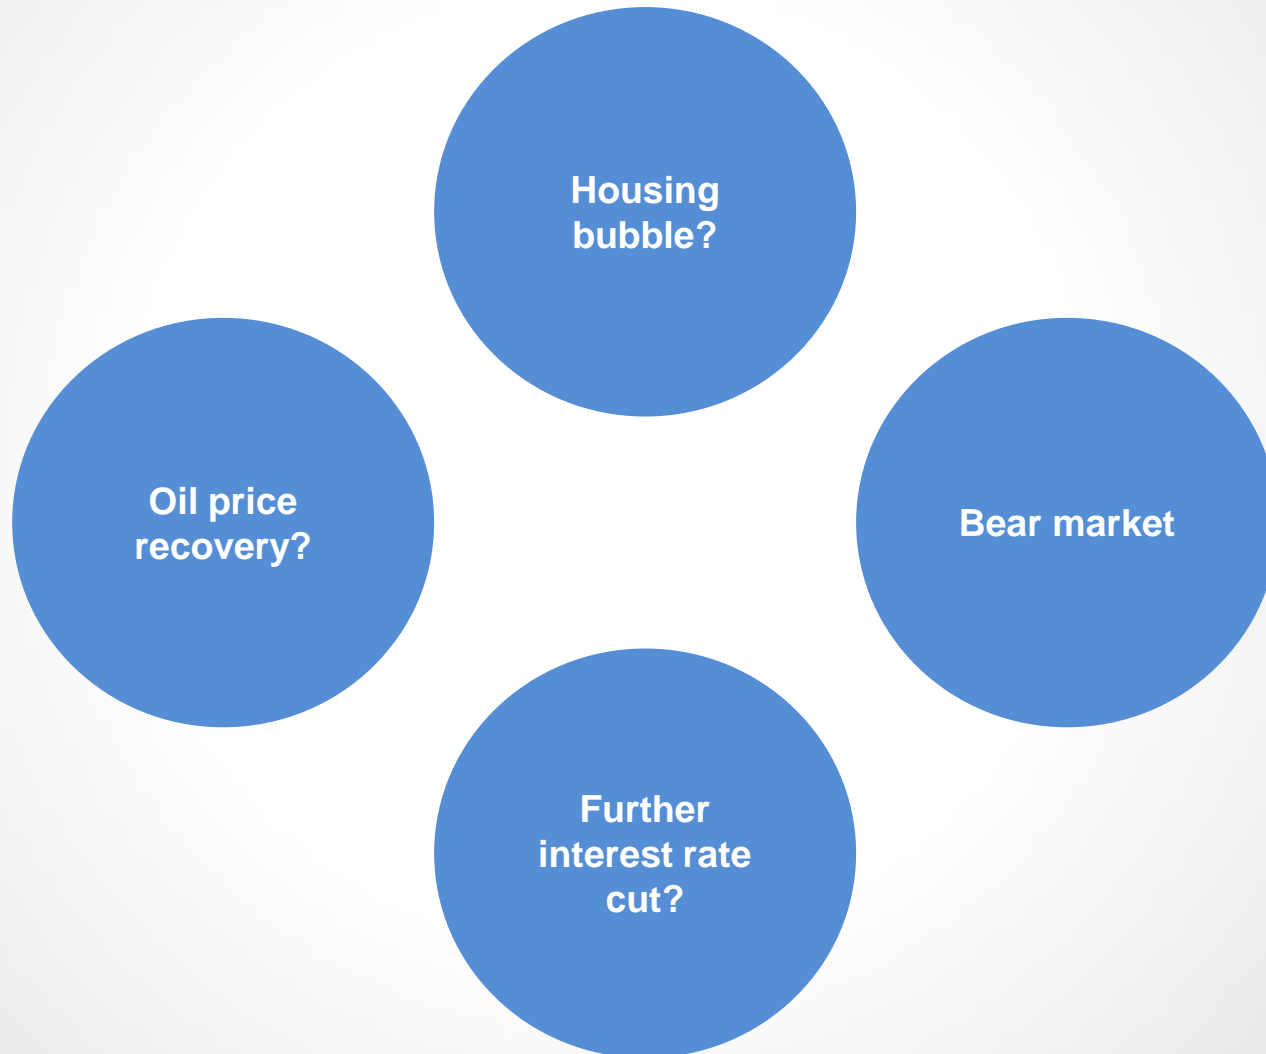 Housing
bubble?
Oil price
recovery?
Bear market
Further
interest rate
cut?